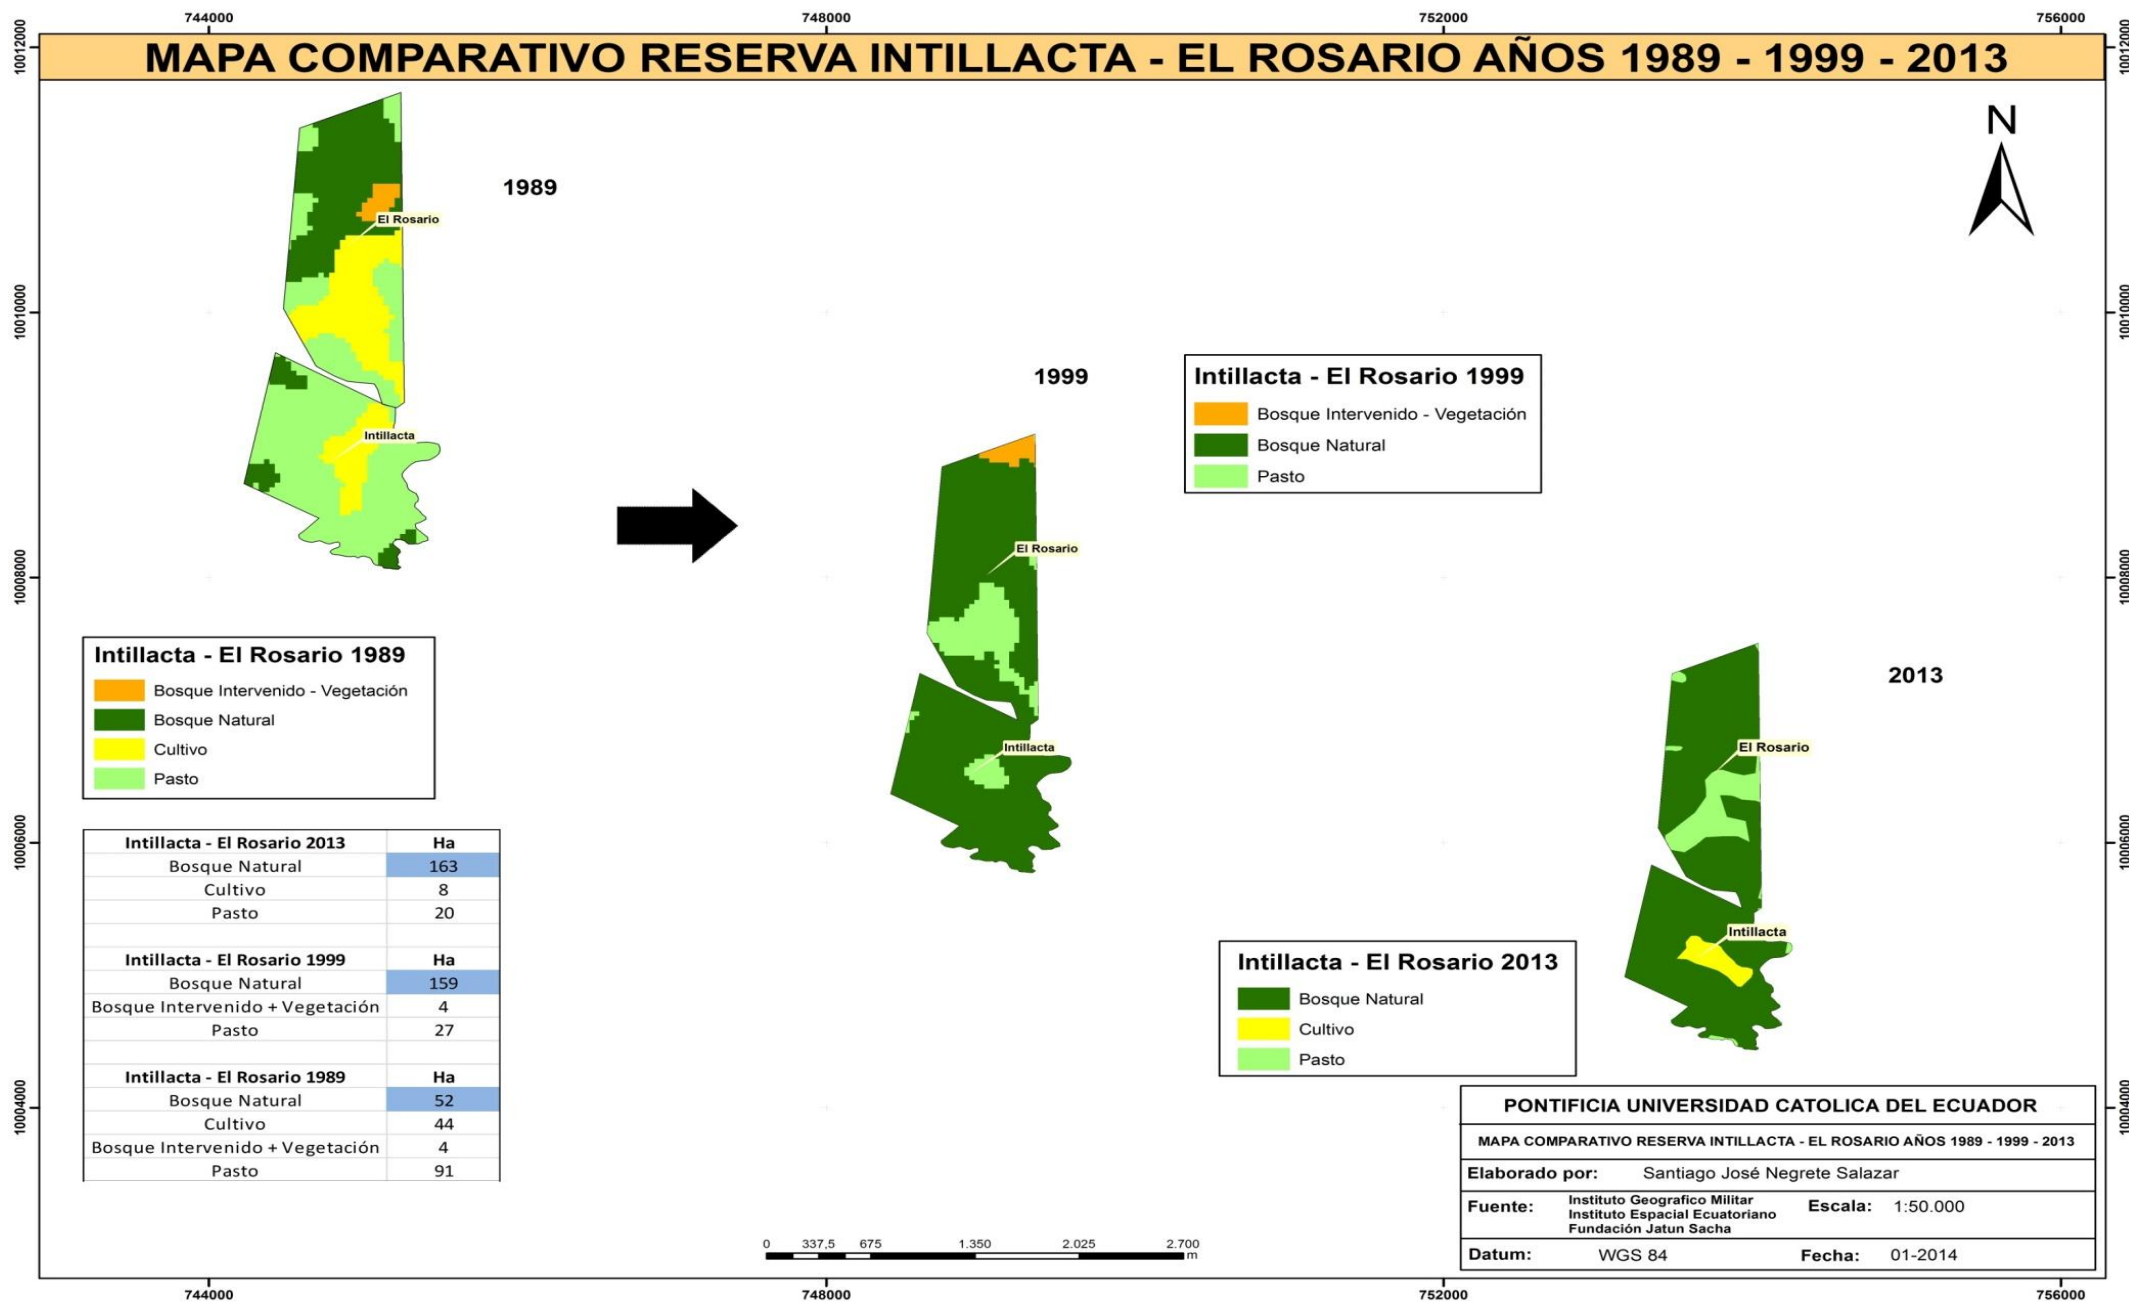 744000 748000 752000 756000
10012000 10012000
MAPA COMPARATIVO RESERVA INTILLACTA - EL ROSARIO AÑOS 1989 - 1999 - 2013
N
1989
El Rosario
Intillacta
10010000 10010000
1999
El Rosario
Intillacta
Intillacta - El Rosario 1999
Bosque Intervenido - Vegetación
Bosque Natural
Pasto
10008000 10008000
2013
El Rosario
Intillacta
Intillacta - El Rosario 1989
Bosque Intervenido - Vegetación
Bosque Natural
Cultivo
Pasto
10006000 10006000
Intillacta - El Rosario 2013 Ha
Bosque Natural 163
Cultivo 8
Pasto 20
Intillacta - El Rosario 1999 Ha
Bosque Natural 159
Bosque Intervenido + Vegetación 4
Pasto 27
Intillacta - El Rosario 1989 Ha
Bosque Natural 52
Cultivo 44
Bosque Intervenido + Vegetación 4
Pasto 91
Intillacta - El Rosario 2013
Bosque Natural
Cultivo
Pasto
10004000 10004000
PONTIFICIA UNIVERSIDAD CATOLICA DEL ECUADOR
MAPA COMPARATIVO RESERVA INTILLACTA - EL ROSARIO AÑOS 1989 - 1999 - 2013
Elaborado por: Santiago José Negrete Salazar
Fuente: Instituto Geografico Militar
Instituto Espacial Ecuatoriano
Fundación Jatun Sacha
Escala: 1:50.000
Datum: WGS 84 Fecha: 01-2014
0 337,5 675 1.350 2.025 2.700
m
744000 748000 752000 756000